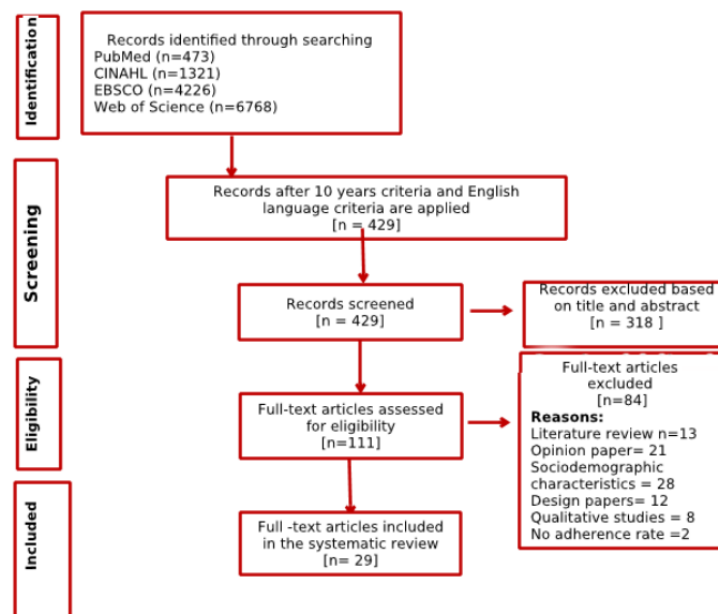 Identification
Records identified through searching
PubMed (n=473)
CINAHL (n=1321)
EBSCO (n=4226)
Web of Science (n=6768)
Screening
Records after 10 years criteria and English
language criteria are applied
[n = 429]
Records screened
[n = 429]
Records excluded based
on title and abstract
[n = 318 ]
Eligibility
Full-text articles assessed
for eligibility
[n=111]
Full-text articles
excluded
[n=84]
Reasons:
Literature review n=13
Opinion paper= 21
Sociodemographic
characteristics = 28
Design papers= 12
Qualitative studies = 8
No adherence rate =2
Included
Full -text articles included
in the systematic review
[n= 29]